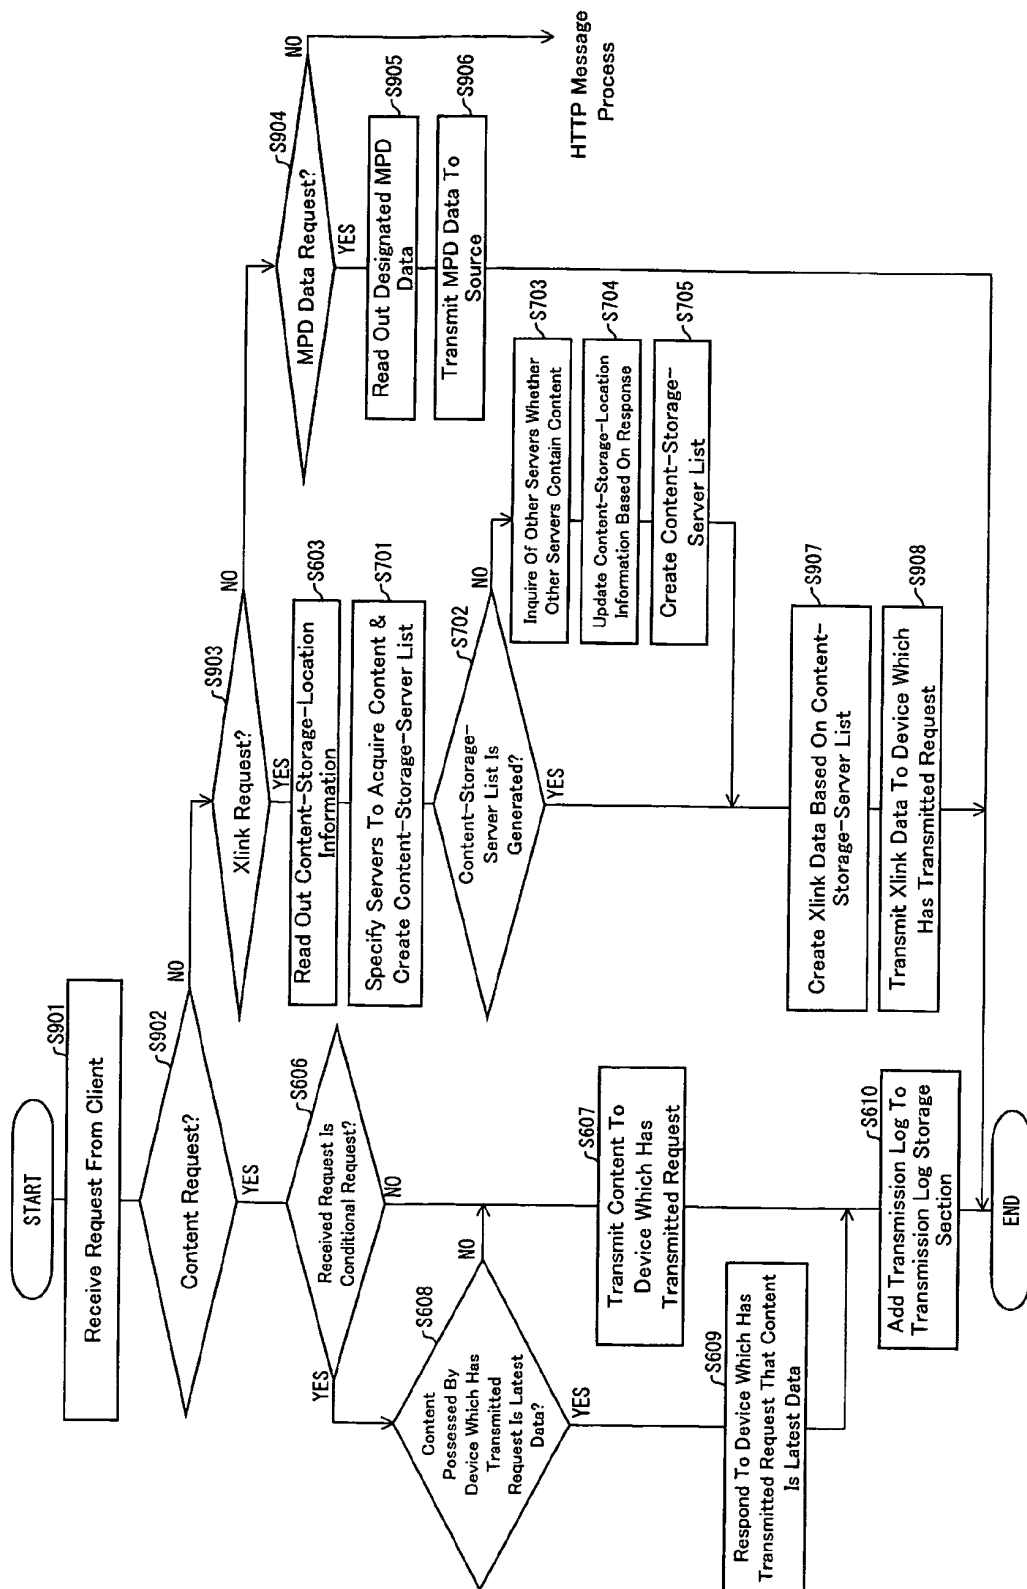 START
S901
Receive Request From Client
S902
Content Request?
NO
YES
S606
Received Request Is
Conditional Request?
YES
NO
S608
Content
Possessed By
Device Which Has
Transmitted
Request Is Latest
Data?
NO
YES
S607
Transmit Content To
Device Which Has
Transmitted Request
S609
Respond To Device Which Has
Transmitted Request That Content
Is Latest Data
S610
Add Transmission Log To
Transmission Log Storage
Section
END
S903
Xlink Request?
NO
YES
S603
Read Out Content-Storage-Location
Information
S701
Specify Servers To Acquire Content &
Create Content-Storage-Server List
S702
Content-Storage-
Server List Is
Generated?
NO
YES
S703
Inquire Of Other Servers Whether
Other Servers Contain Content
S704
Update Content-Storage-Location
Information Based On Response
S705
Create Content-Storage-
Server List
S907
Create Xlink Data Based On Content-
Storage-Server List
S908
Transmit Xlink Data To Device Which
Has Transmitted Request
S904
MPD Data Request?
NO
YES
S905
Read Out Designated MPD
Data
S906
Transmit MPD Data To
Source
HTTP Message
Process